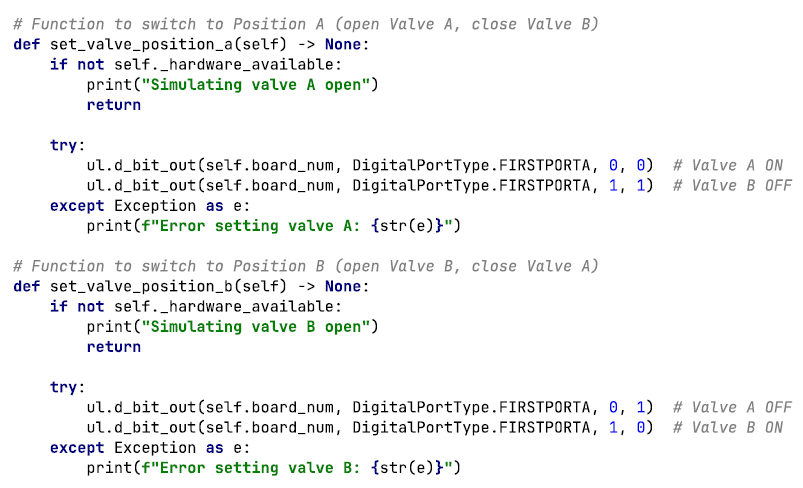 # Function to switch to Position A (open Valve A, close Valve B)
def set_valve_position_a(self) -> None:
    if not self._hardware_available:
        print("Simulating valve A open")
        return

    try:
        ul.d_bit_out(self.board_num, DigitalPortType.FIRSTPORTA, 0, 0)  # Valve A ON
        ul.d_bit_out(self.board_num, DigitalPortType.FIRSTPORTA, 1, 1)  # Valve B OFF
    except Exception as e:
        print(f"Error setting valve A: {str(e)}")

# Function to switch to Position B (open Valve B, close Valve A)
def set_valve_position_b(self) -> None:
    if not self._hardware_available:
        print("Simulating valve B open")
        return

    try:
        ul.d_bit_out(self.board_num, DigitalPortType.FIRSTPORTA, 0, 1)  # Valve A OFF
        ul.d_bit_out(self.board_num, DigitalPortType.FIRSTPORTA, 1, 0)  # Valve B ON
    except Exception as e:
        print(f"Error setting valve B: {str(e)}")